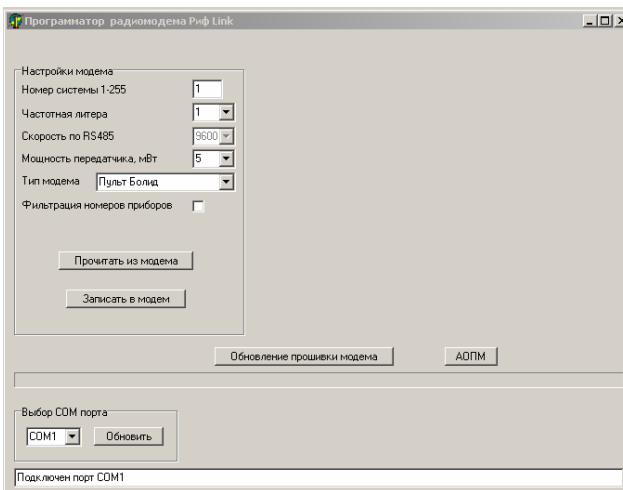 Программатор радиомодема Риф Link
Настройки модема
Номер системы 1-255 1
Частотная литера 1
Скорость по RS485 9600
Мощность передатчика, мВт 5
Тип модема Пульт Болид
Фильтрация номеров приборов
Прочитать из модема
Записать в модем
Обновление прошивки модема АОПМ
Выбор COM порта
COM1 Обновить
Подключен порт COM1